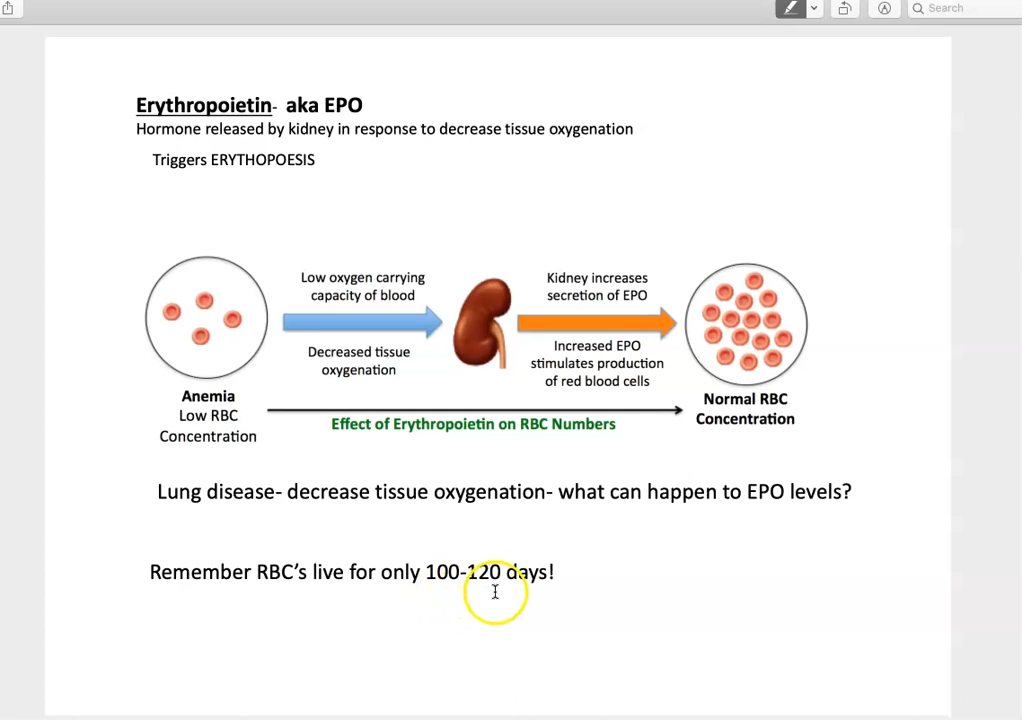 Search
Erythropoietin- aka EPO
Hormone released by kidney in response to decrease tissue oxygenation
Triggers ERYTHOPOESIS
Low oxygen carrying
capacity of blood
Decreased tissue
oxygenation
Kidney increases
secretion of EPO
Increased EPO
stimulates production
of red blood cells
Anemia
Low RBC
Concentration
Normal RBC
Concentration
Effect of Erythropoietin on RBC Numbers
Lung disease- decrease tissue oxygenation- what can happen to EPO levels?
Remember RBC’s live for only 100-120 days!